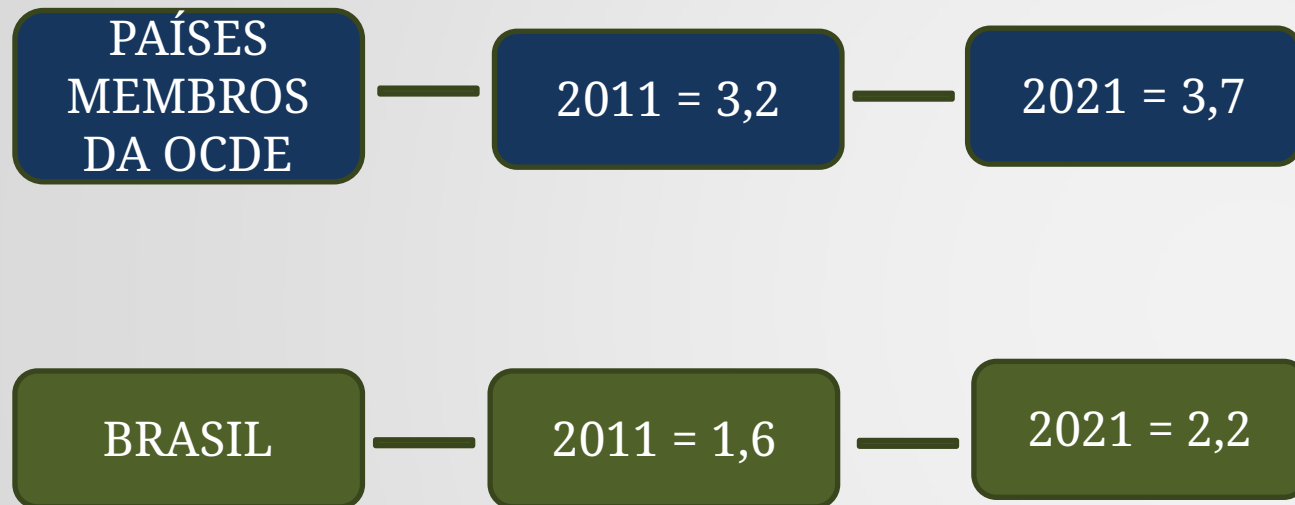 PAÍSES
MEMBROS
DA OCDE
2011 = 3,2
2021 = 3,7
BRASIL
2011 = 1,6
2021 = 2,2